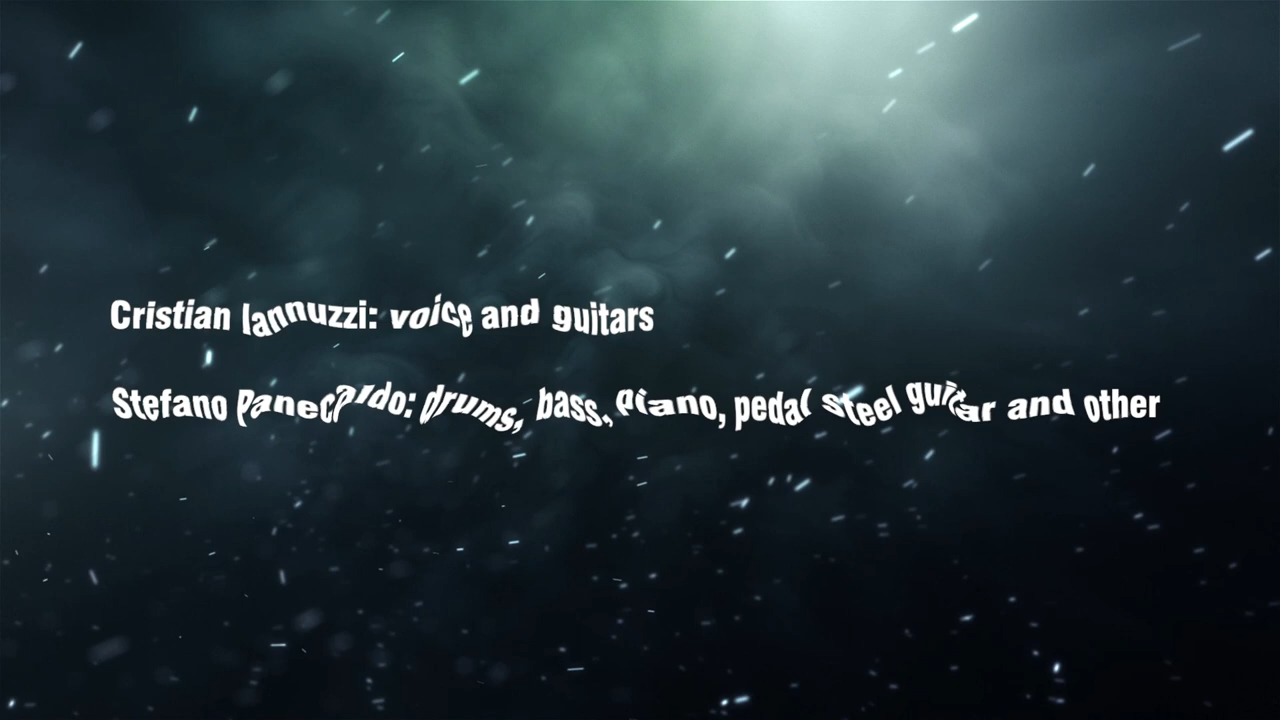 Cristian Iannuzzi: voice and guitars
Stefano drums, bass, piano, pedal steel guitar and other